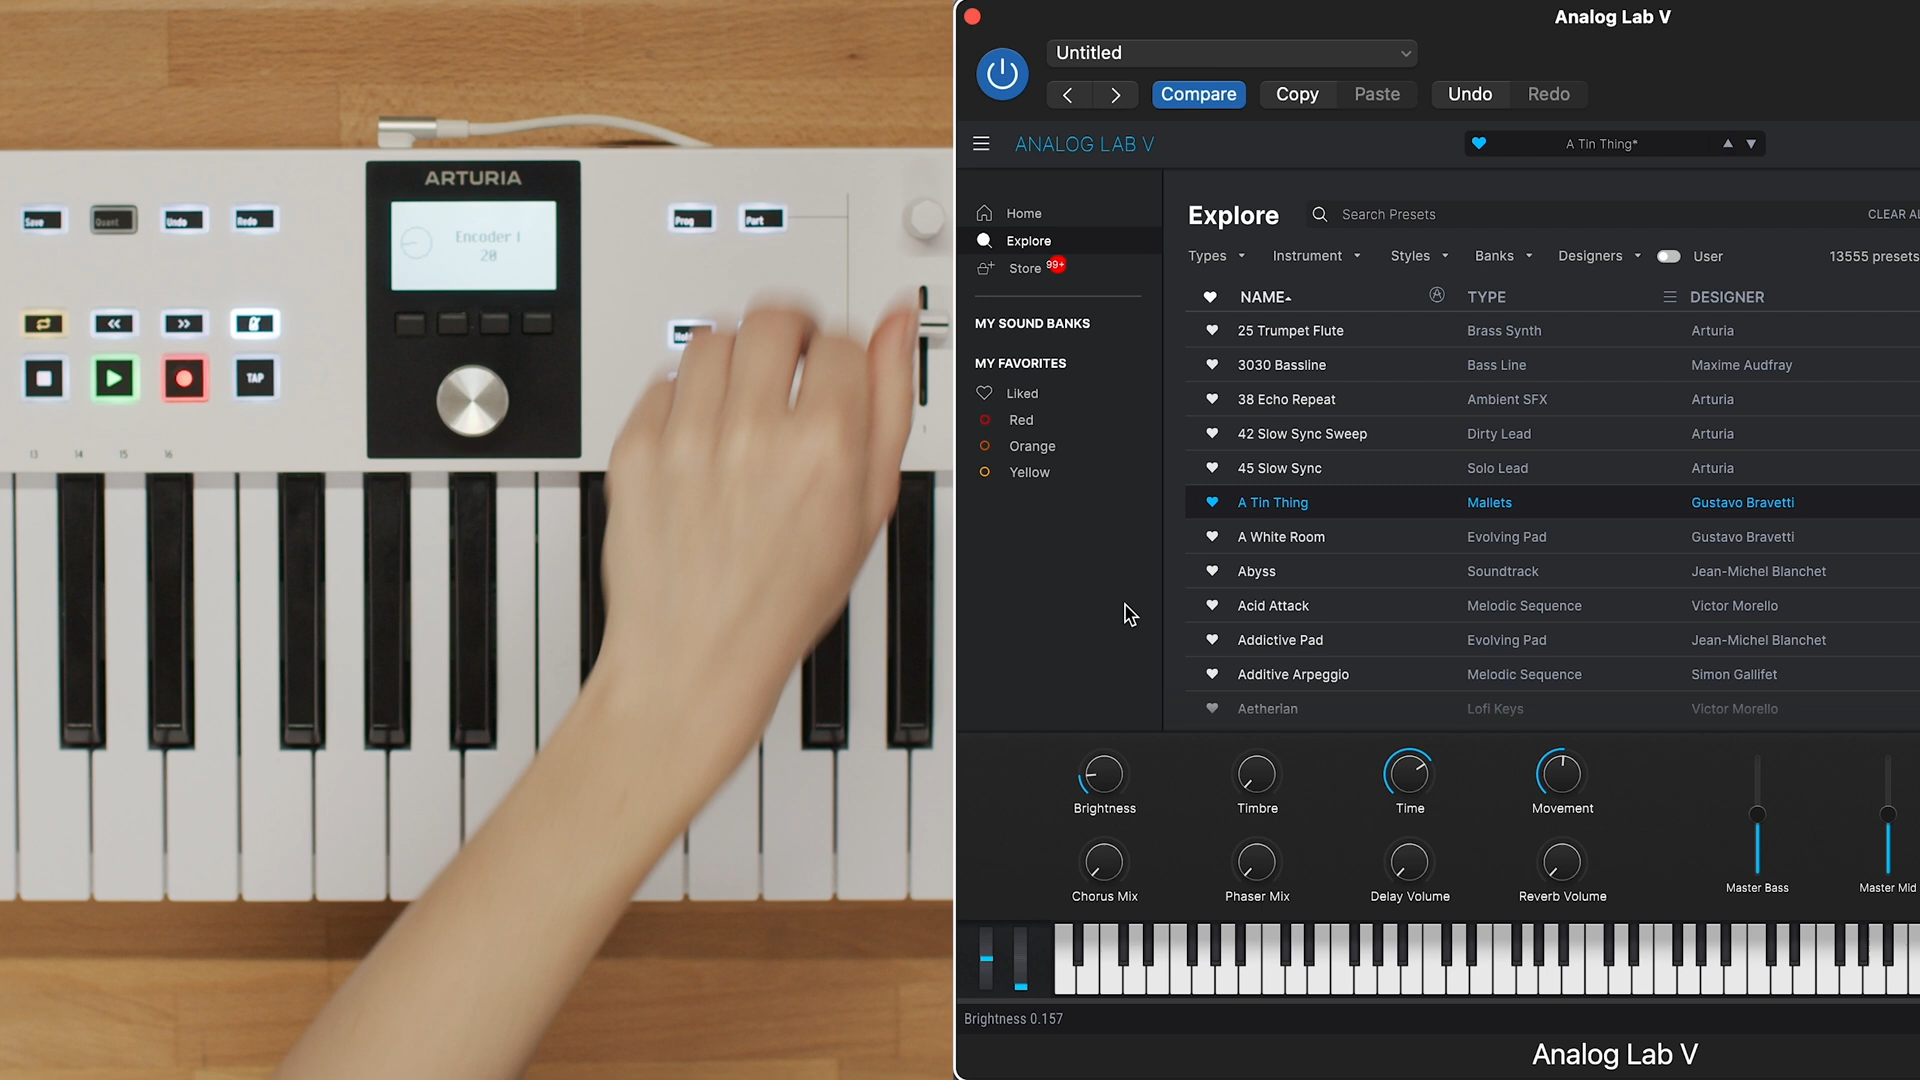 ARTURIA
Save
Quant
Undo
Redo
Encoder 1
20
Prog
Part
TAP
13
14
15
16
1
Analog Lab V
Untitled
Compare
Copy
Paste
Undo
Redo
ANALOG LAB V
A Tin Thing*
Home
Explore
Store 99+
MY SOUND BANKS
MY FAVORITES
Liked
Red
Orange
Yellow
Explore
Search Presets
CLEAR AL
Types
Instrument
Styles
Banks
Designers
User
13555 presets
NAME TYPE DESIGNER
25 Trumpet Flute Brass Synth Arturia
3030 Bassline Bass Line Maxime Audfray
38 Echo Repeat Ambient SFX Arturia
42 Slow Sync Sweep Dirty Lead Arturia
45 Slow Sync Solo Lead Arturia
A Tin Thing Mallets Gustavo Bravetti
A White Room Evolving Pad Gustavo Bravetti
Abyss Soundtrack Jean-Michel Blanchet
Acid Attack Melodic Sequence Victor Morello
Addictive Pad Evolving Pad Jean-Michel Blanchet
Additive Arpeggio Melodic Sequence Simon Gallifet
Aetherian Lofi Keys Victor Morello
Brightness
Timbre
Time
Movement
Chorus Mix
Phaser Mix
Delay Volume
Reverb Volume
Master Bass
Master Mid
Brightness 0.157
Analog Lab V